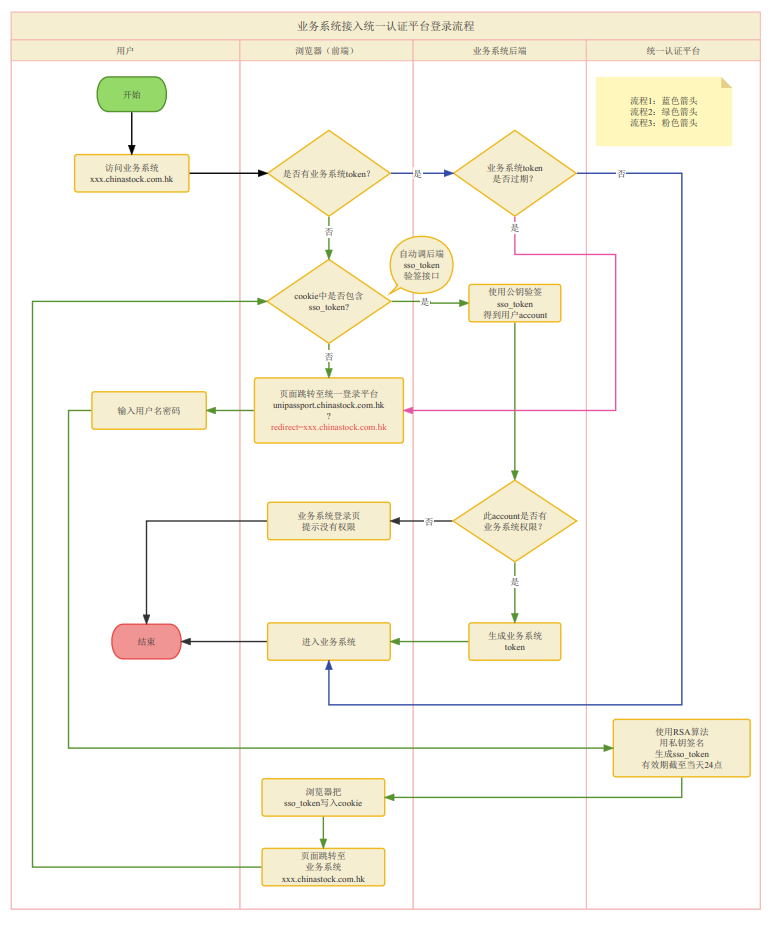 业务系统接入统一认证平台登录流程
用户
浏览器（前端）
业务系统后端
统一认证平台
开始
流程1：蓝色箭头
流程2：绿色箭头
流程3：粉色箭头
访问业务系统
xxx.chinastock.com.hk
是否有业务系统token?
是
业务系统token
是否过期?
否
否
是
自动调后端
sso_token
验签接口
cookie中是否包含
sso_token?
是
使用公钥验签
sso_token
得到用户account
否
输入用户名密码
页面跳转至统一登录平台
unipassport.chinastock.com.hk
?
redirect=xxx.chinastock.com.hk
业务系统登录页
提示没有权限
否
此account是否有
业务系统权限?
是
结束
进入业务系统
生成业务系统
token
使用RSA算法
用私钥签名
生成sso_token
有效期截至当天24点
浏览器把
sso_token写入cookie
页面跳转至
业务系统
xxx.chinastock.com.hk